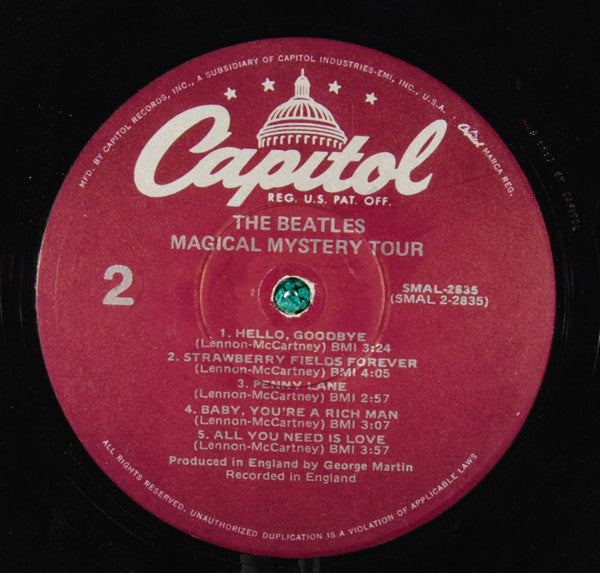 MFD. BY CAPITOL RECORDS, INC., A SUBSIDIARY OF CAPITOL INDUSTRIES-EMI, INC., U.S.A. • Capitol MARCA REG.
Capitol
REG. U.S. PAT. OFF.
THE BEATLES
MAGICAL MYSTERY TOUR
2
SMAL-2835
(SMAL 2-2835)
1. HELLO, GOODBYE
(Lennon-McCartney) BMI 3:24
2. STRAWBERRY FIELDS FOREVER
(Lennon-McCartney) BMI 4:05
3. PENNY LANE
(Lennon-McCartney) BMI 2:57
4. BABY, YOU'RE A RICH MAN
(Lennon-McCartney) BMI 3:07
5. ALL YOU NEED IS LOVE
(Lennon-McCartney) BMI 3:57
Produced in England by George Martin
Recorded in England
ALL RIGHTS RESERVED. UNAUTHORIZED DUPLICATION IS A VIOLATION OF APPLICABLE LAWS